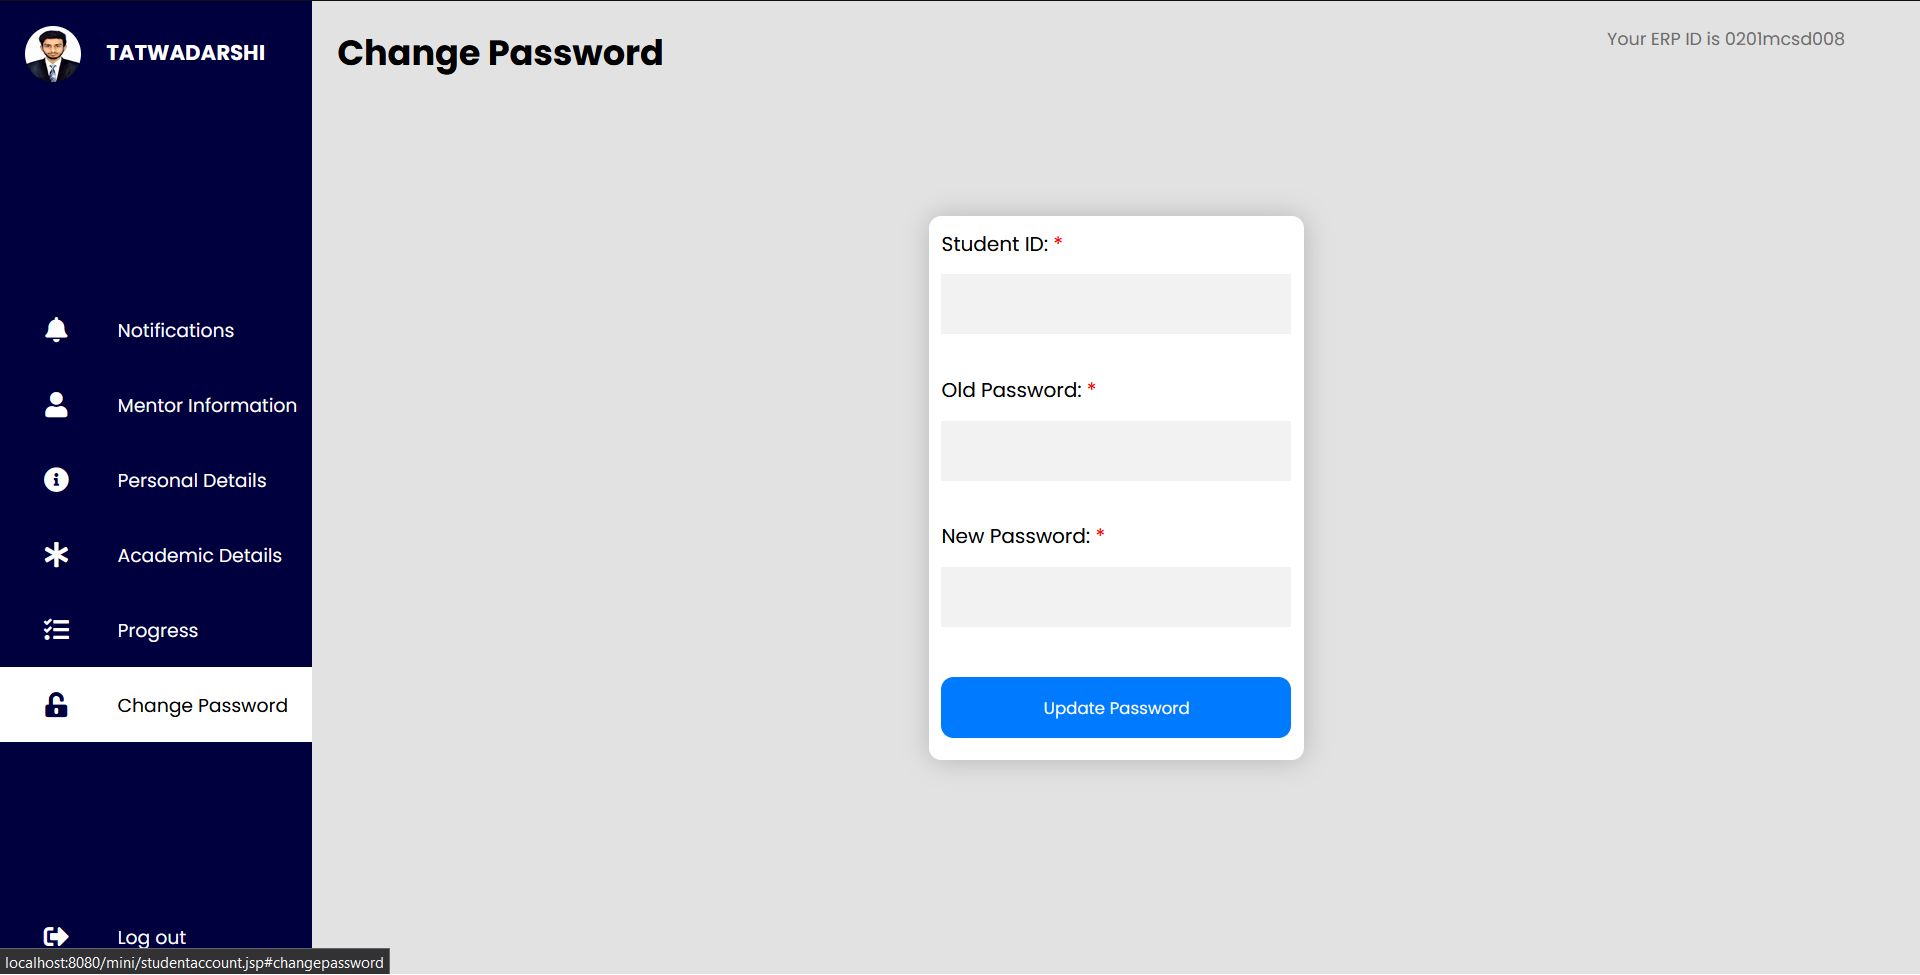 TATWADARSHI
Change Password
Your ERP ID is 0201mcsd008
Notifications
Mentor Information
Personal Details
Academic Details
Progress
Change Password
Log out
Student ID: *
Old Password: *
New Password: *
Update Password
localhost:8080/mini/studentaccount.jsp#changepassword